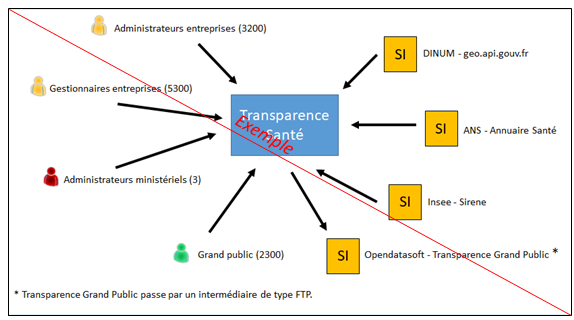 Administrateurs entreprises (3200)
SI
DINUM - geo.api.gouv.fr
Gestionnaires entreprises (5300)
Transparence
Santé
Exemple
SI
ANS - Annuaire Santé
Administrateurs ministériels (3)
SI
Insee - Sirene
Grand public (2300)
SI
Opendatasoft - Transparence Grand Public *
* Transparence Grand Public passe par un intermédiaire de type FTP.